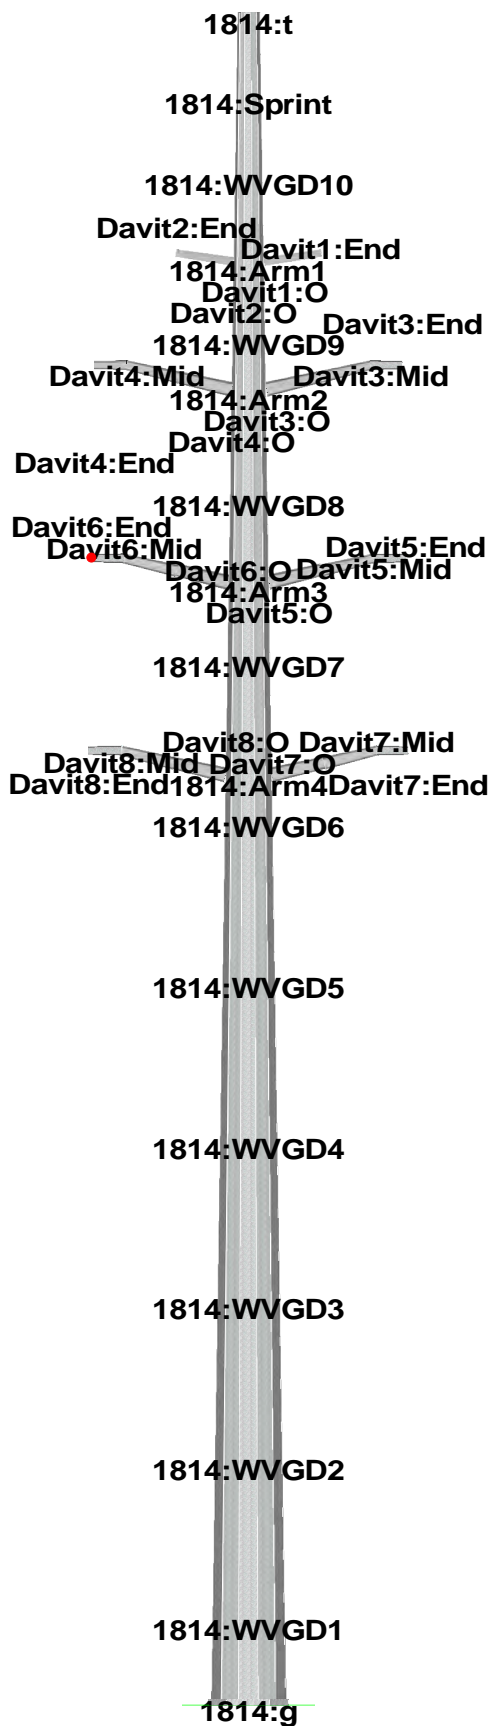 1814:t
1814:Sprint
1814:WVGD10
Davit2:End
Davit1:End
1814:Arm1
Davit1:O
Davit2:O
Davit3:End
1814:WVGD9
Davit4:Mid
Davit3:Mid
1814:Arm2
Davit3:O
Davit4:O
Davit4:End
1814:WVGD8
Davit6:End
Davit5:End
Davit6:Mid
Davit6:O
Davit5:Mid
1814:Arm3
Davit5:O
1814:WVGD7
Davit8:O
Davit7:Mid
Davit8:Mid
Davit7:O
Davit8:End
1814:Arm4
Davit7:End
1814:WVGD6
1814:WVGD5
1814:WVGD4
1814:WVGD3
1814:WVGD2
1814:WVGD1
1814:g